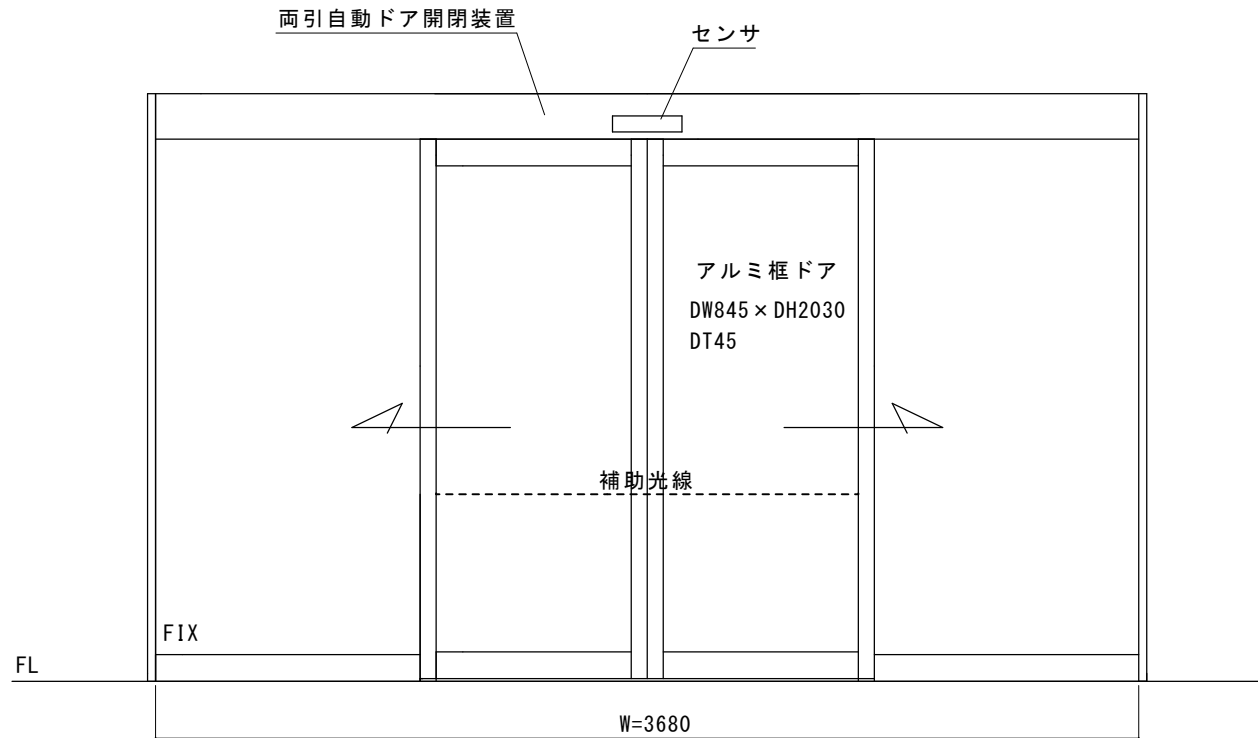 両引自動ドア開閉装置
センサ
アルミ框ドア
DW845×DH2030
DT45
補助光線
FIX
FL
W=3680